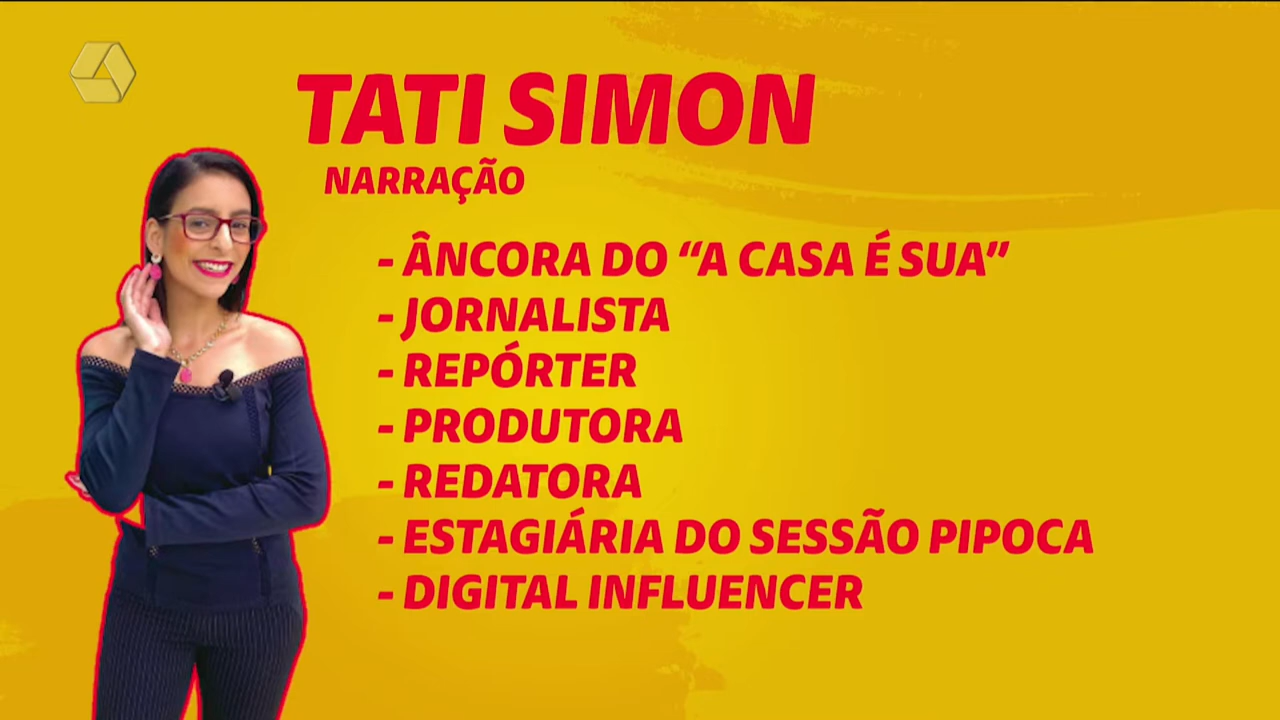 TATI SIMON
NARRAÇÃO
- ÂNCORA DO “A CASA É SUA”
- JORNALISTA
- REPÓRTER
- PRODUTORA
- REDATORA
- ESTAGIÁRIA DO SESSÃO PIPOCA
- DIGITAL INFLUENCER